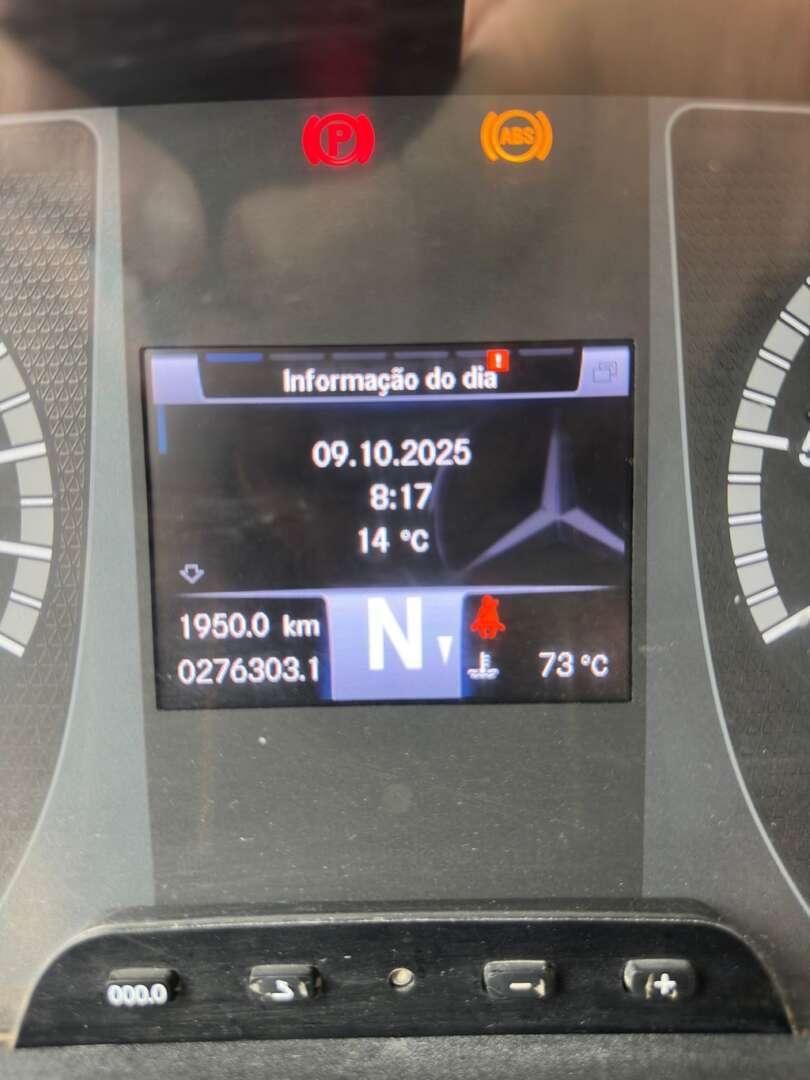 P ABS
Informação do dia
09.10.2025
8:17
14 °C
1950.0 km
0276303.1
N
73 °C
000.0
- +